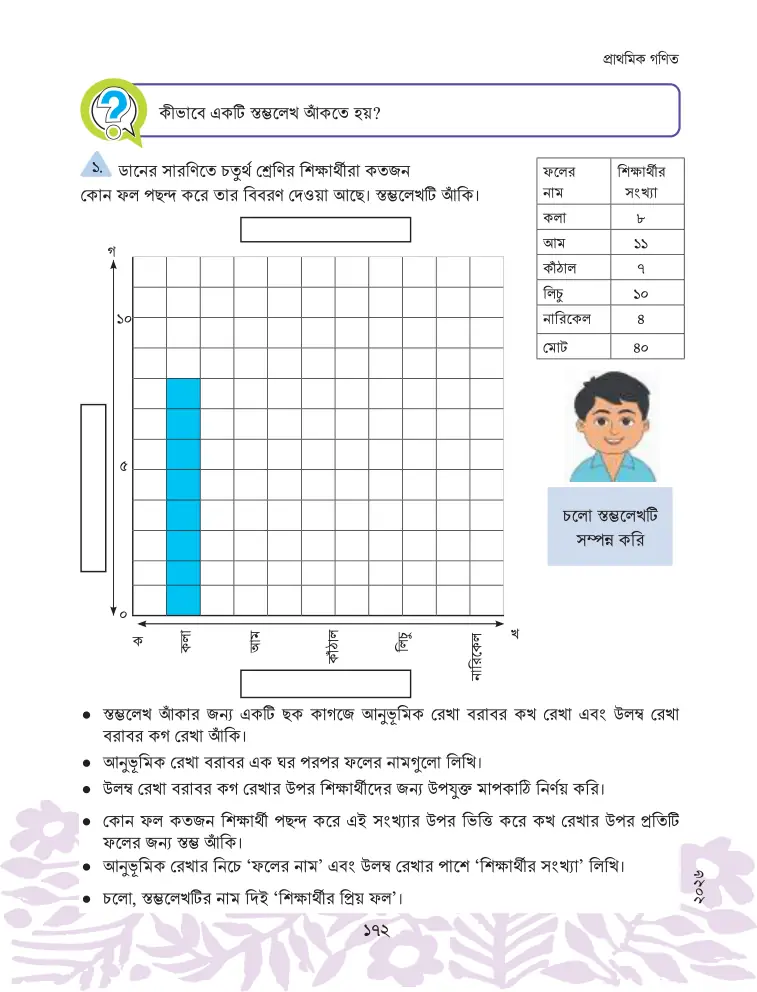 প্রাথমিক গণিত
কীভাবে একটি স্তম্ভলেখ আঁকতে হয়?
১. ডানের সারণিতে চতুর্থ শ্রেণির শিক্ষার্থীরা কতজন
কোন ফল পছন্দ করে তার বিবরণ দেওয়া আছে। স্তম্ভলেখটি আঁকি।
ফলের নাম শিক্ষার্থীর সংখ্যা
কলা ৮
আম ১১
কাঁঠাল ৭
লিচু ১০
নারিকেল ৪
মোট ৪০
গ
১০
৫
০
ক কলা আম কাঁঠাল লিচু নারিকেল খ
চলো স্তম্ভলেখটি
সম্পন্ন করি
● স্তম্ভলেখ আঁকার জন্য একটি ছক কাগজে আনুভূমিক রেখা বরাবর কখ রেখা এবং উলম্ব রেখা
বরাবর কগ রেখা আঁকি।
● আনুভূমিক রেখা বরাবর এক ঘর পরপর ফলের নামগুলো লিখি।
● উলম্ব রেখা বরাবর কগ রেখার উপর শিক্ষার্থীদের জন্য উপযুক্ত মাপকাঠি নির্ণয় করি।
● কোন ফল কতজন শিক্ষার্থী পছন্দ করে এই সংখ্যার উপর ভিত্তি করে কখ রেখার উপর প্রতিটি
ফলের জন্য স্তম্ভ আঁকি।
● আনুভূমিক রেখার নিচে ‘ফলের নাম’ এবং উলম্ব রেখার পাশে ‘শিক্ষার্থীর সংখ্যা’ লিখি।
● চলো, স্তম্ভলেখটির নাম দিই ‘শিক্ষার্থীর প্রিয় ফল’।
১৭২
২০২৬